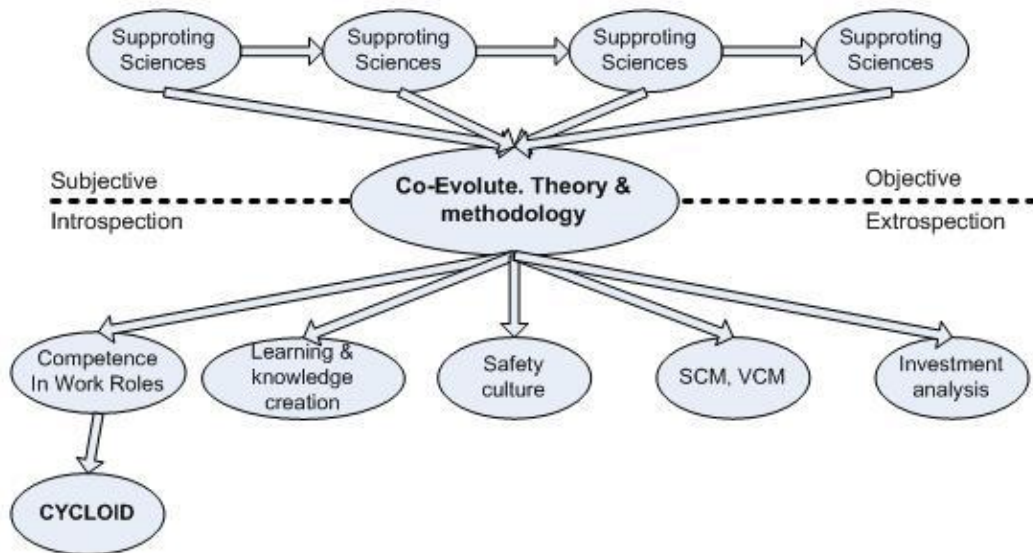 Supproting
Sciences
Supproting
Sciences
Supproting
Sciences
Supproting
Sciences
Subjective
Co-Evolute. Theory &
methodology
Objective
Introspection
Extrospection
Competence
In Work Roles
Learning &
knowledge
creation
Safety
culture
SCM, VCM
Investment
analysis
CYCLOID